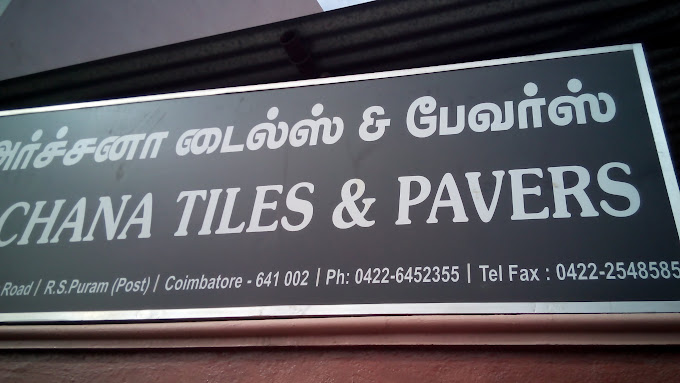 அர்ச்சனா டைல்ஸ் & பேவர்ஸ்
CHANA TILES & PAVERS
Road / R.S.Puram (Post) / Coimbatore - 641 002 | Ph: 0422-6452355 | Tel Fax : 0422-2548585